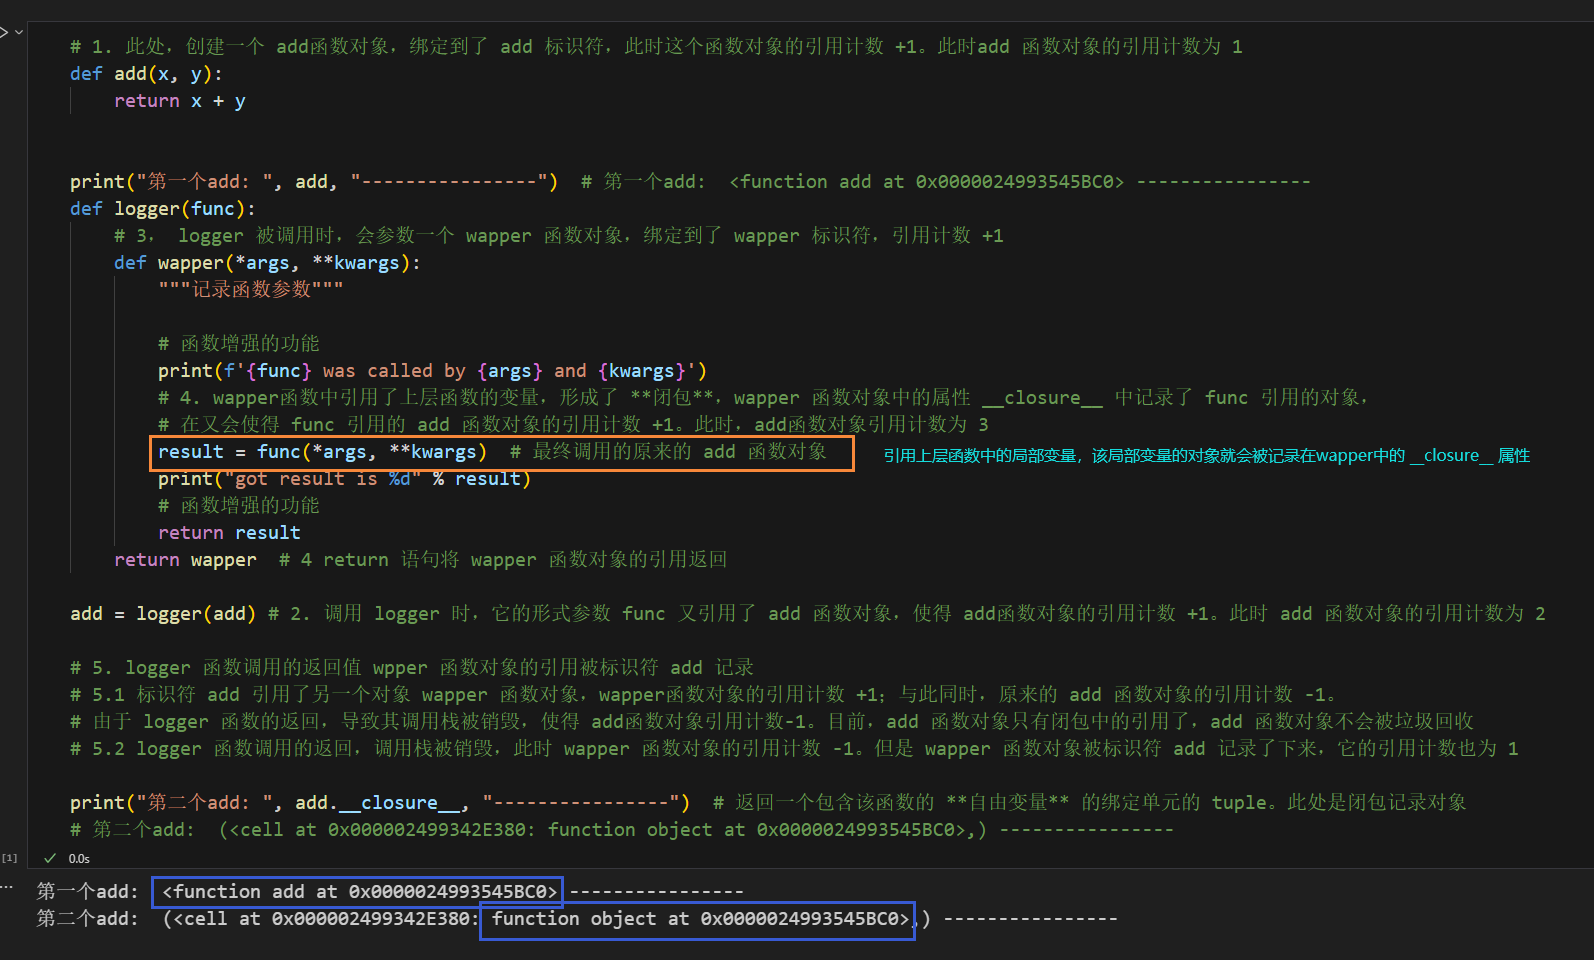 # 1. 此处，创建一个 add函数对象，绑定到了 add 标识符，此时这个函数对象的引用计数 +1。此时add 函数对象的引用计数为 1
def add(x, y):
    return x + y
print("第一个add: ", add, "----------------")  # 第一个add:  <function add at 0x0000024993545BC0> ----------------
def logger(func):
    # 3， logger 被调用时，会参数一个 wapper 函数对象，绑定到了 wapper 标识符，引用计数 +1
    def wapper(*args, **kwargs):
        """记录函数参数"""
        # 函数增强的功能
        print(f'{func} was called by {args} and {kwargs}')
        # 4. wapper函数中引用了上层函数的变量，形成了 **闭包**，wapper 函数对象中的属性 __closure__ 中记录了 func 引用的对象，
        # 在又会使得 func 引用的 add 函数对象的引用计数 +1。此时，add函数对象引用计数为 3
        result = func(*args, **kwargs)  # 最终调用的原来的 add 函数对象
引用上层函数中的局部变量，该局部变量的对象就会被记录在wapper中的 __closure__ 属性
        print("got result is %d" % result)
        # 函数增强的功能
        return result
    return wapper  # 4 return 语句将 wapper 函数对象的引用返回
add = logger(add) # 2. 调用 logger 时，它的形式参数 func 又引用了 add 函数对象，使得 add函数对象的引用计数 +1。此时 add 函数对象的引用计数为 2
# 5. logger 函数调用的返回值 wpper 函数对象的引用被标识符 add 记录
# 5.1 标识符 add 引用了另一个对象 wapper 函数对象，wapper函数对象的引用计数 +1；与此同时，原来的 add 函数对象的引用计数 -1。
# 由于 logger 函数的返回，导致其调用栈被销毁，使得 add函数对象引用计数-1。目前，add 函数对象只有闭包中的引用了，add 函数对象不会被垃圾回收
# 5.2 logger 函数调用的返回，调用栈被销毁，此时 wapper 函数对象的引用计数 -1。但是 wapper 函数对象被标识符 add 记录了下来，它的引用计数也为 1
print("第二个add: ", add.__closure__, "----------------")  # 返回一个包含该函数的 **自由变量** 的绑定单元的 tuple。此处是闭包记录对象
# 第二个add:  (<cell at 0x000002499342E380: function object at 0x0000024993545BC0>,) ----------------
[1] ✓ 0.0s
第一个add:  <function add at 0x0000024993545BC0> ----------------
第二个add:  (<cell at 0x000002499342E380: function object at 0x0000024993545BC0>,) ----------------